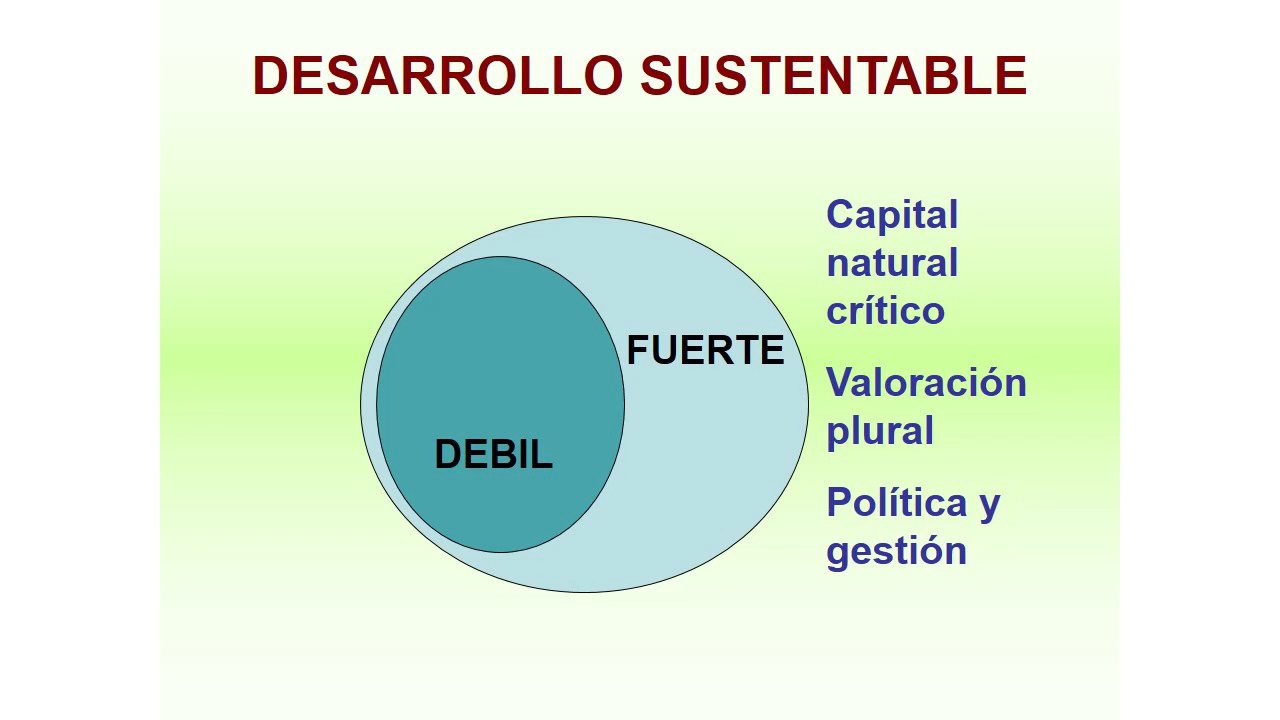 DESARROLLO SUSTENTABLE
FUERTE
DEBIL
Capital
natural
crítico
Valoración
plural
Política y
gestión